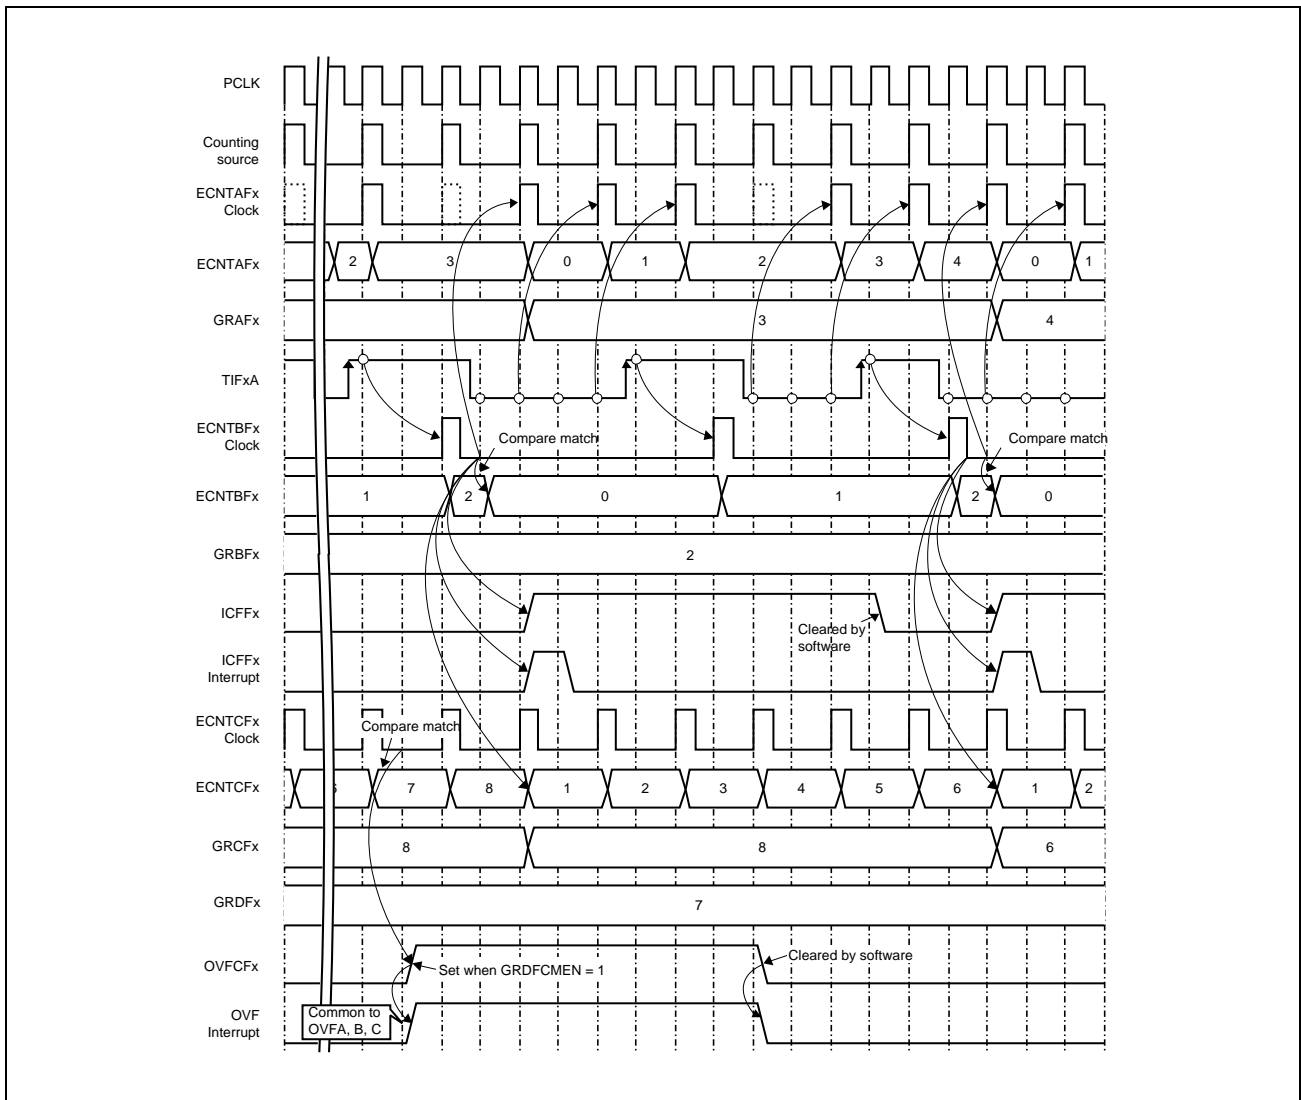 PCLK
Counting
source
ECNTAFx
Clock
ECNTAFx
2 3 0 1 2 3 4 0 1
GRAFx
3 4
TIFxA
ECNTBFx
Clock
Compare match
Compare match
ECNTBFx
1 2 0 1 2 0
GRBFx
2
ICFFx
Cleared by
software
ICFFx
Interrupt
ECNTCFx
Clock
Compare match
ECNTCFx
6 7 8 1 2 3 4 5 6 1 2
GRCFx
8 8 6
GRDFx
7
OVFCFx
Set when GRDFCMEN = 1
Cleared by software
OVF
Interrupt
Common to
OVFA, B, C